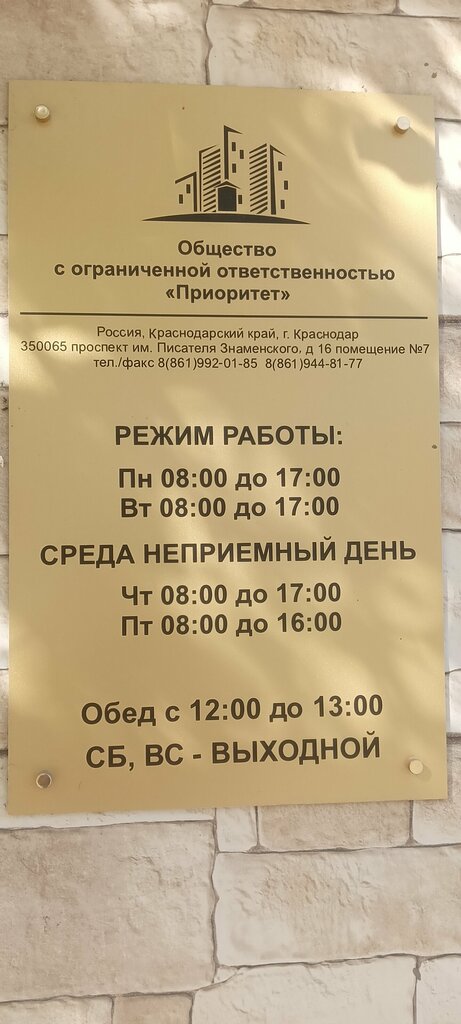 Общество
с ограниченной ответственностью
«Приоритет»
Россия, Краснодарский край, г. Краснодар
350065 проспект им. Писателя Знаменского, д 16 помещение №7
тел./факс 8(861)992-01-85 8(861)944-81-77
РЕЖИМ РАБОТЫ:
Пн 08:00 до 17:00
Вт 08:00 до 17:00
СРЕДА НЕПРИЕМНЫЙ ДЕНЬ
Чт 08:00 до 17:00
Пт 08:00 до 16:00
Обед с 12:00 до 13:00
СБ, ВС - ВЫХОДНОЙ